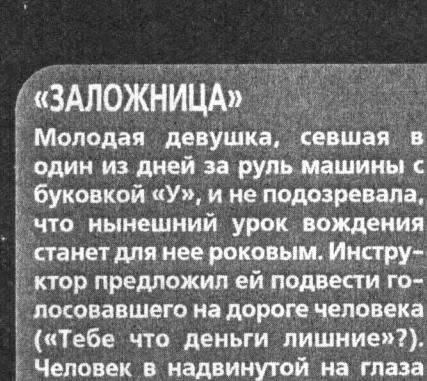 «ЗАЛОЖНИЦА»
Молодая девушка, севшая в
один из дней за руль машины с
буковкой «У», и не подозревала,
что нынешний урок вождения
станет для нее роковым. Инстру-
ктор предложил ей подвести го-
лосовавшего на дороге человека
(«Тебе что деньги лишние»?).
Человек в надвинутой на глаза